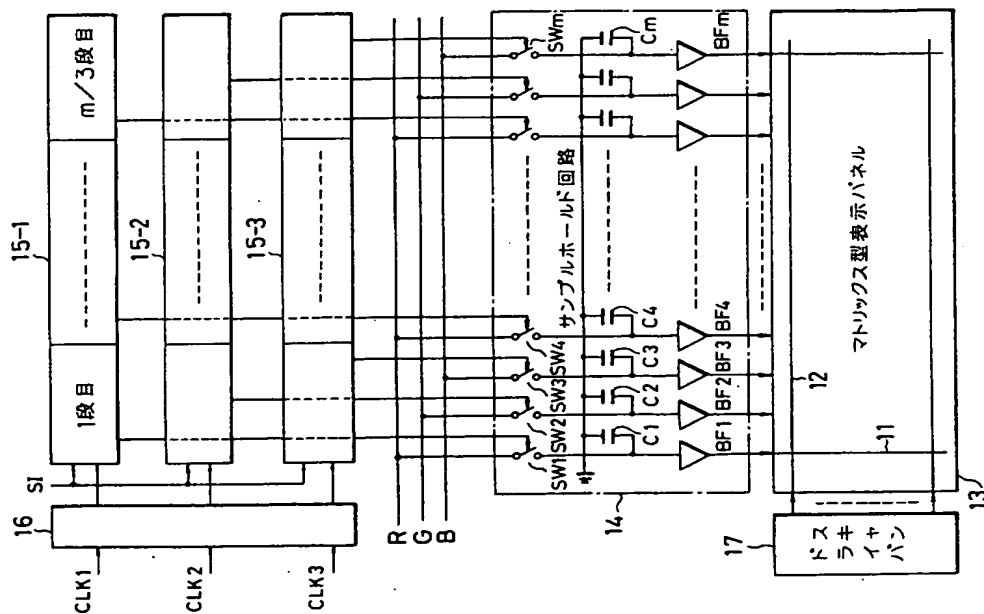 CLK1
CLK2
CLK3
16
SI
15-1
15-2
15-3
1段目
m/3段目
R
G
B
SW1
SW2
SW3
SW4
SWm
サンプルホールド回路
C1
C2
C3
C4
Cm
BF1
BF2
BF3
BF4
BFm
14
17
スキャン
ドライバ
12
11
マトリックス型表示パネル
13